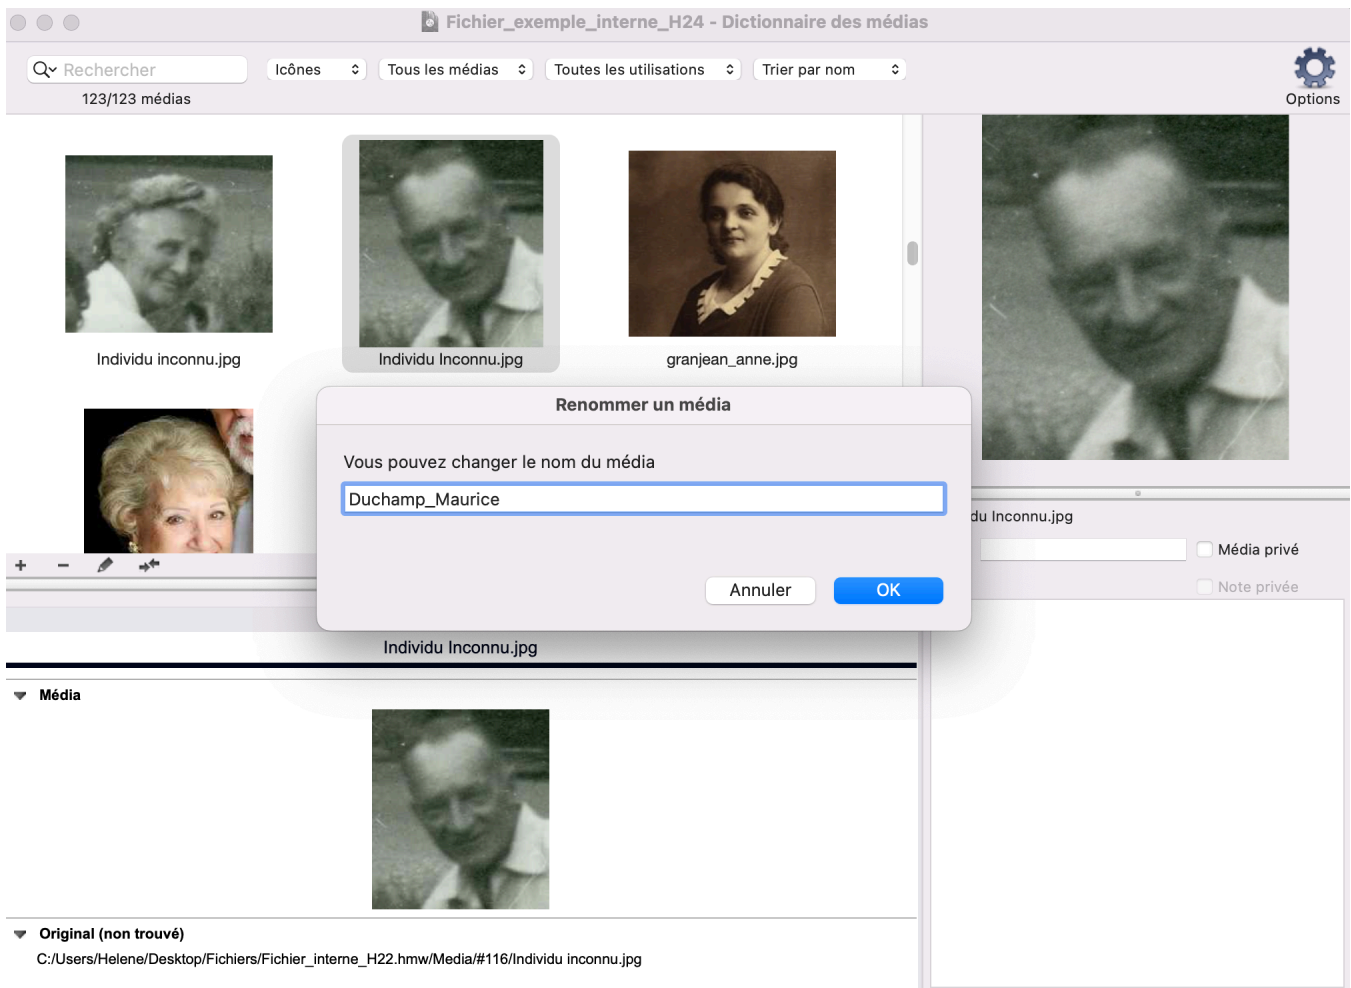 Fichier_exemple_interne_H24 - Dictionnaire des médias
Rechercher
Icônes
Tous les médias
Toutes les utilisations
Trier par nom
123/123 médias
Options
Individu inconnu.jpg
Individu Inconnu.jpg
granjean_anne.jpg
Renommer un média
Vous pouvez changer le nom du média
Duchamp_Maurice
Annuler
OK
du Inconnu.jpg
Média privé
Note privée
Individu Inconnu.jpg
Média
Original (non trouvé)
C:/Users/Helene/Desktop/Fichiers/Fichier_interne_H22.hmw/Media/#116/Individu inconnu.jpg